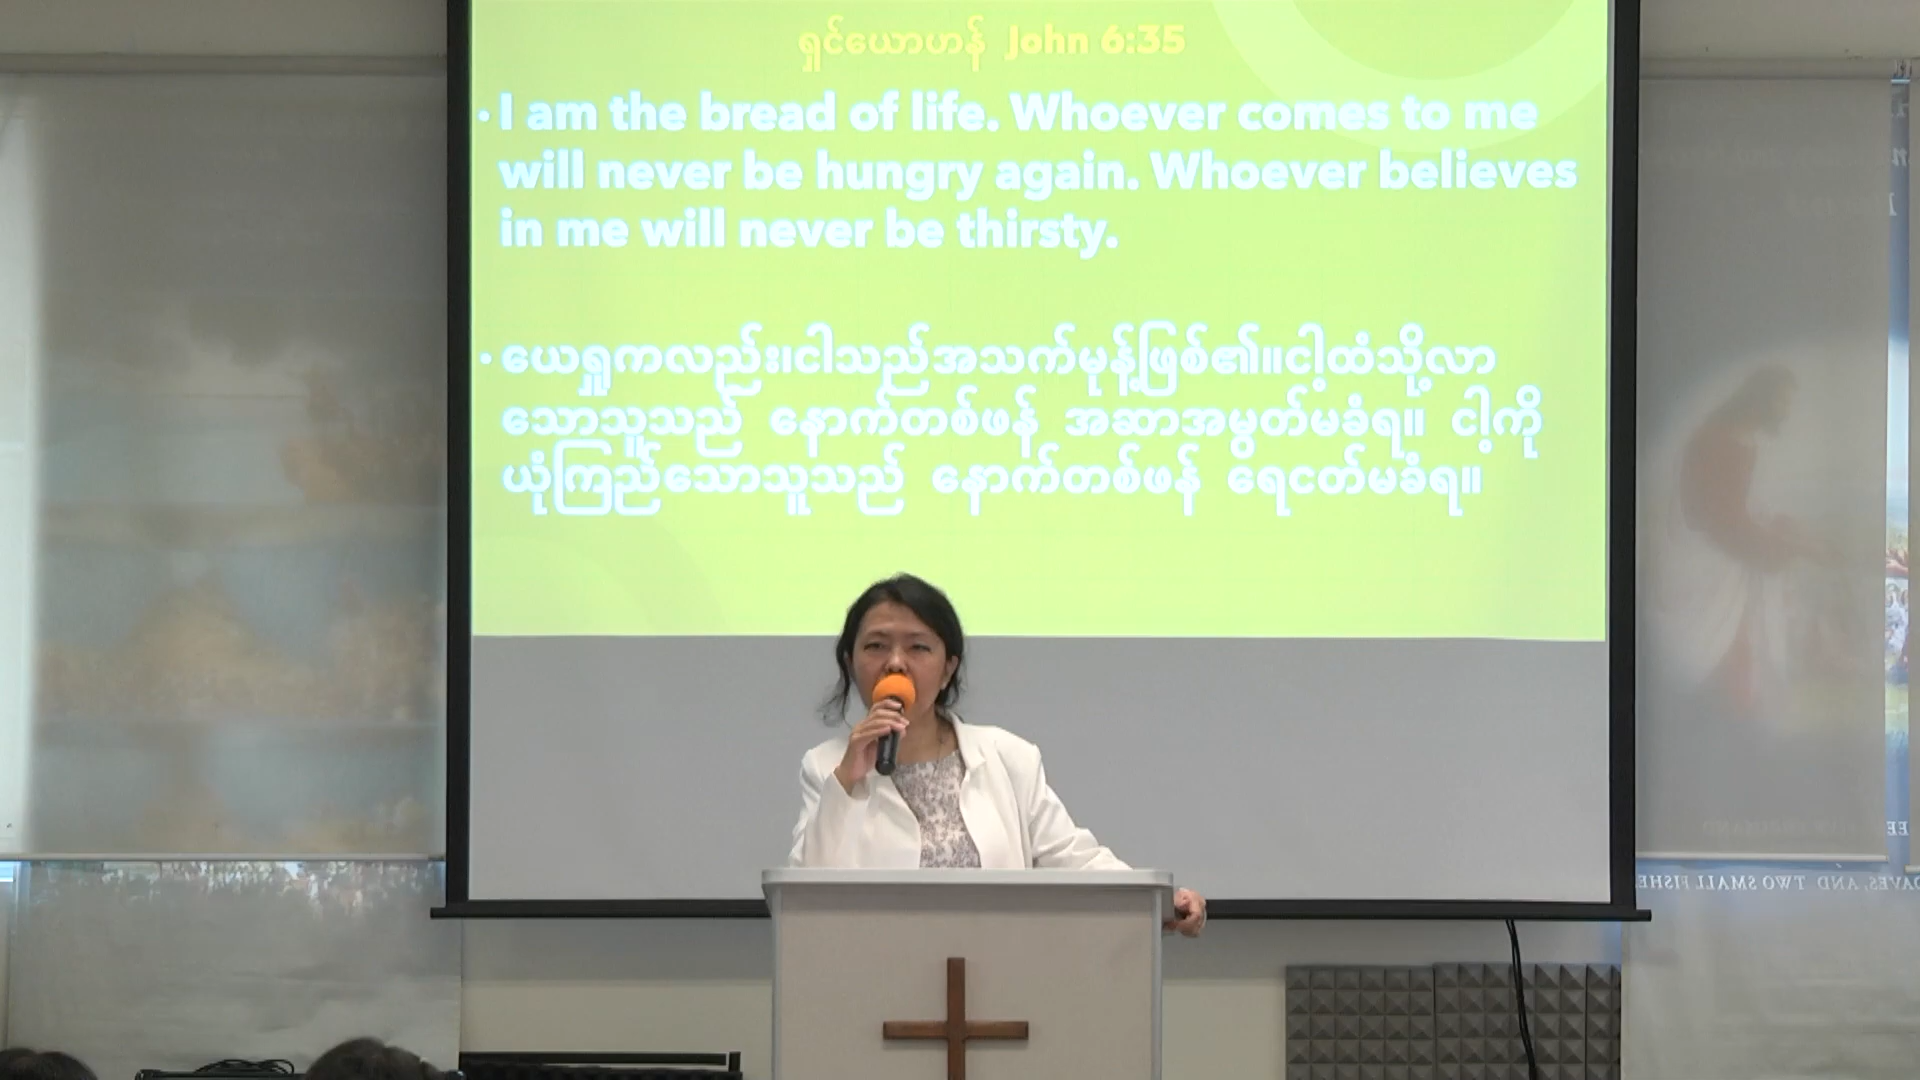 ရှင်ယောဟန် John 6:35
• I am the bread of life. Whoever comes to me
will never be hungry again. Whoever believes
in me will never be thirsty.
• ယေရှုကလည်း၊ငါသည်အသက်မုန့်ဖြစ်၏။ငါ့ထံသို့လာ
သောသူသည် နောက်တစ်ဖန် အဆာအမွတ်မခံရ။ ငါ့ကို
ယုံကြည်သောသူသည် နောက်တစ်ဖန် ရေငတ်မခံရ။
AND TWO SMALL FISHE